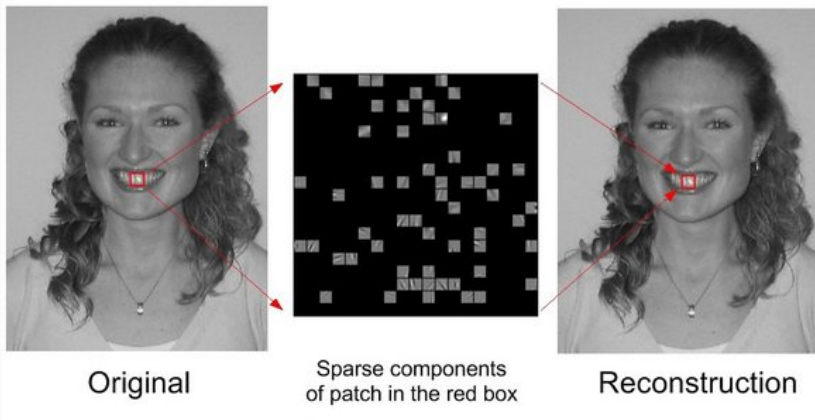 Original
Sparse components
of patch in the red box
Reconstruction